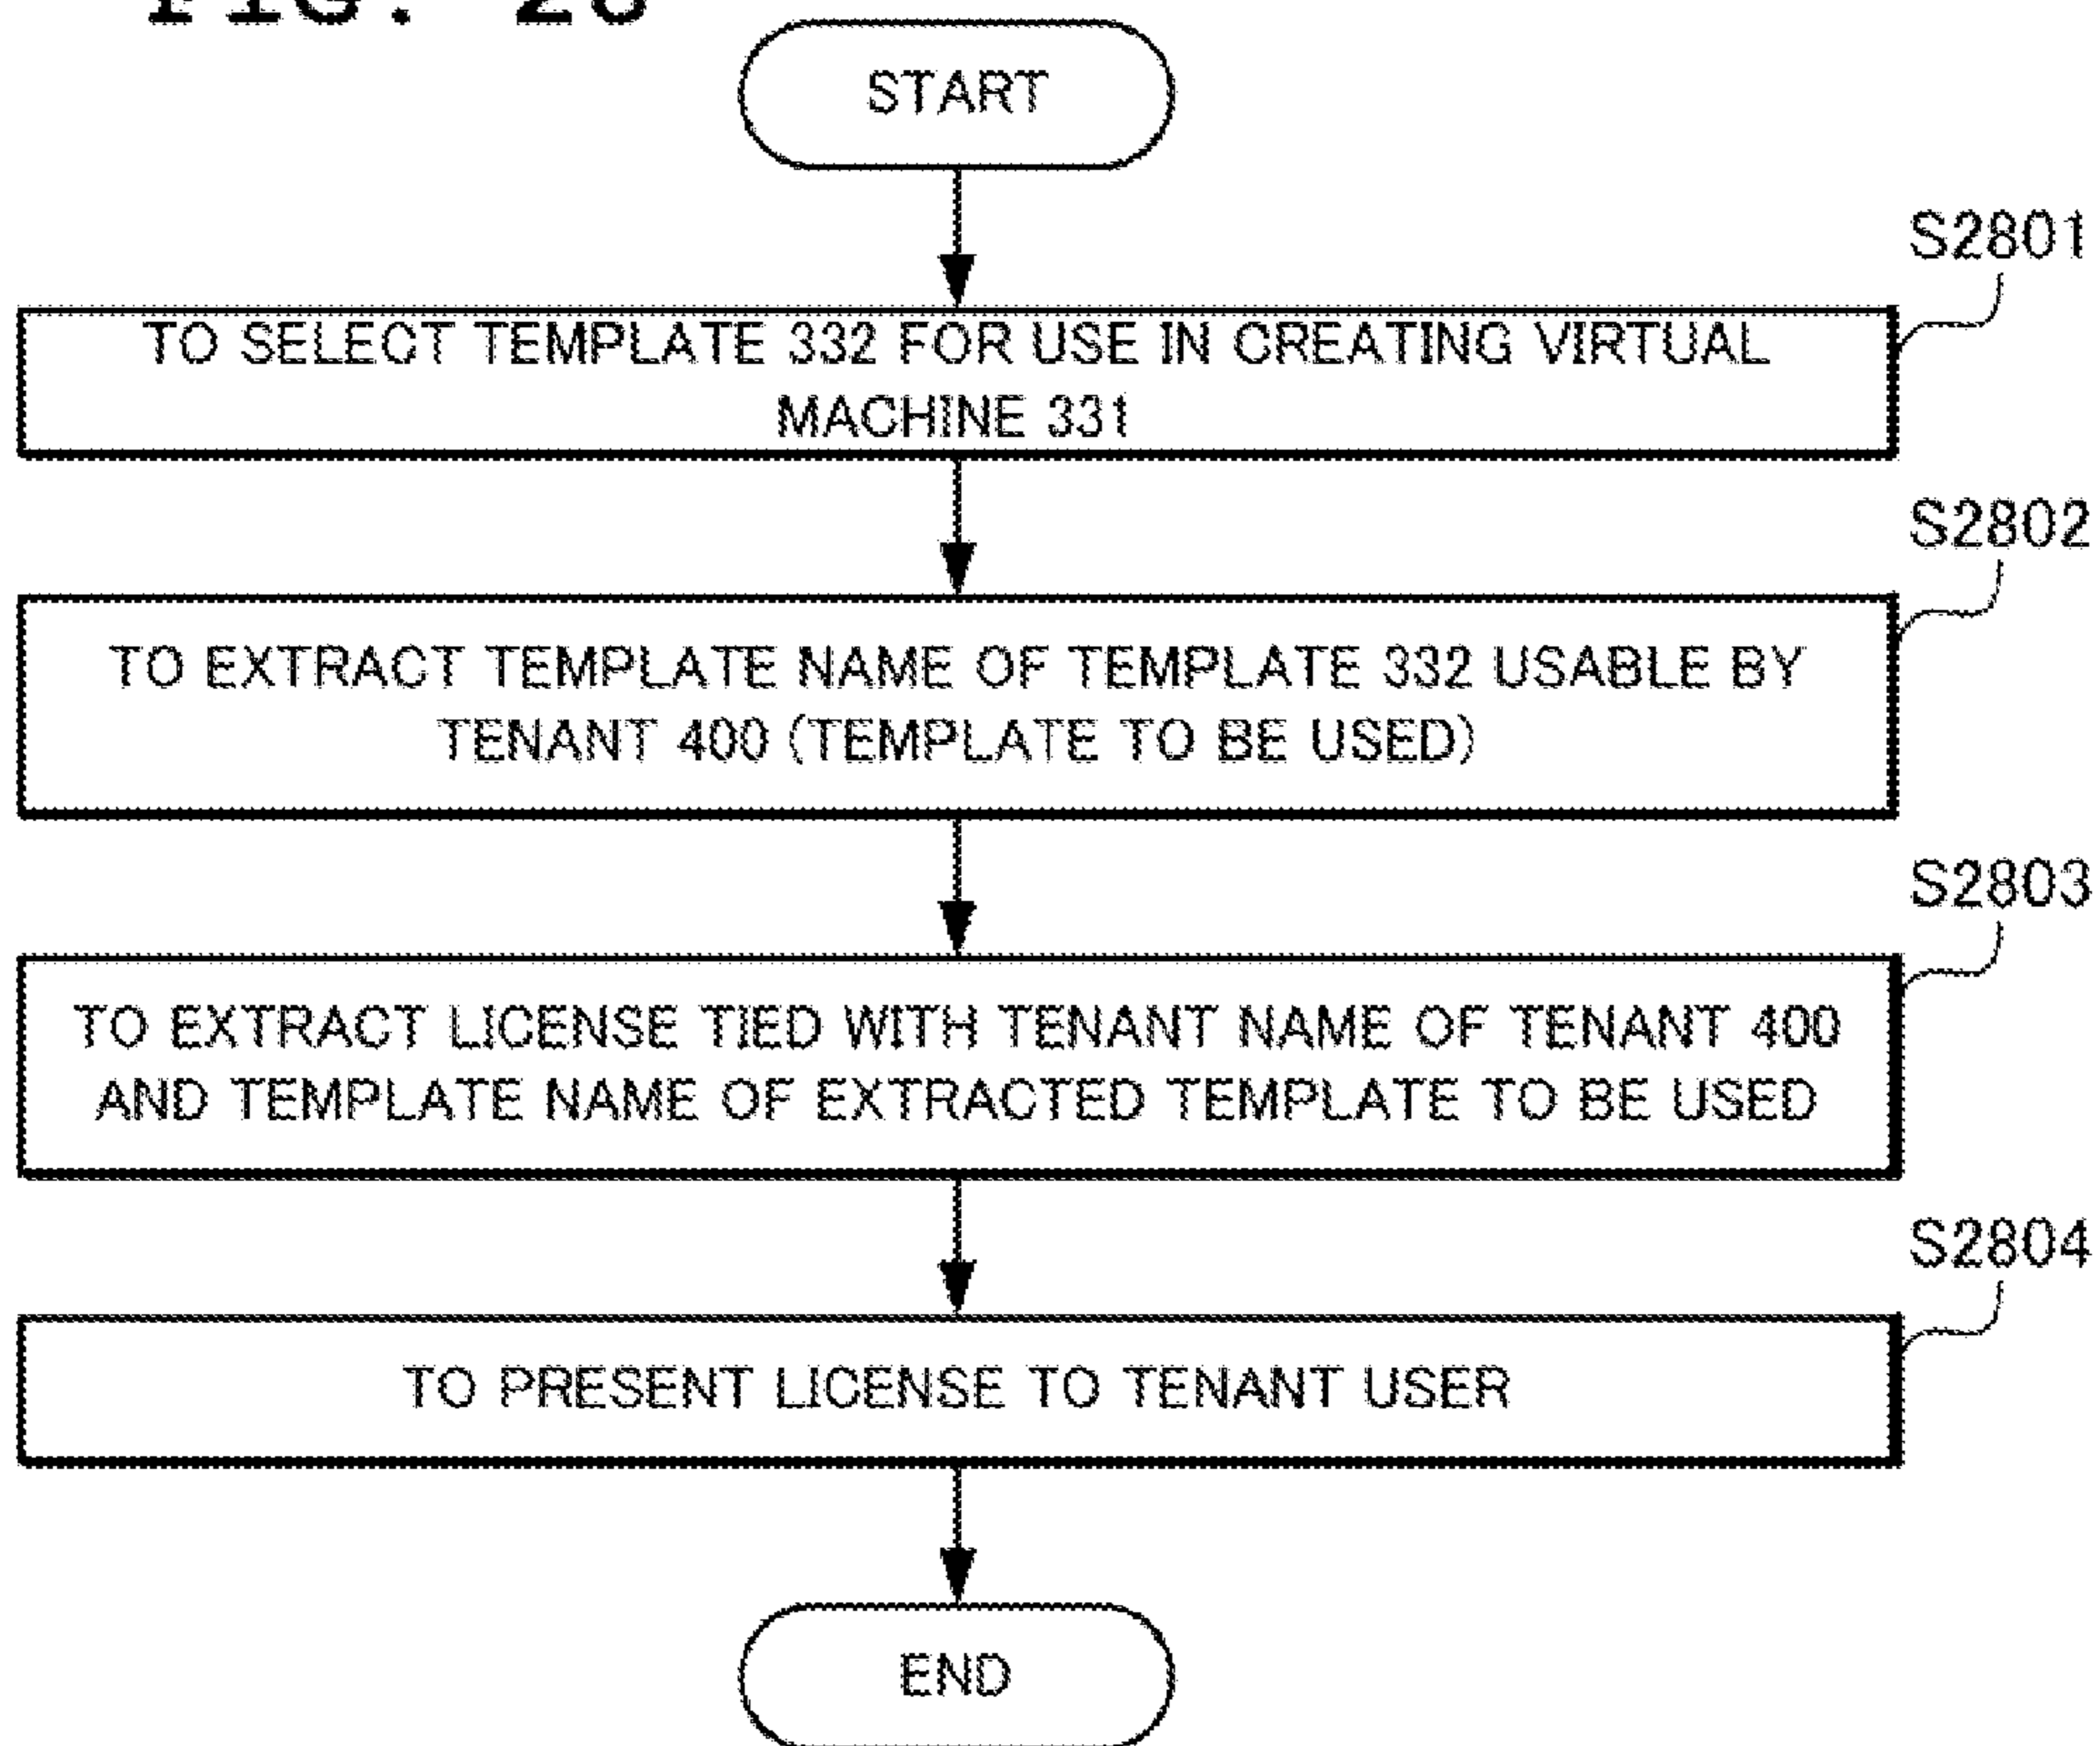 FIG. 28
START
S2801
TO SELECT TEMPLATE 332 FOR USE IN CREATING VIRTUAL
MACHINE 331
S2802
TO EXTRACT TEMPLATE NAME OF TEMPLATE 332 USABLE BY
TENANT 400 (TEMPLATE TO BE USED)
S2803
TO EXTRACT LICENSE TIED WITH TENANT NAME OF TENANT 400
AND TEMPLATE NAME OF EXTRACTED TEMPLATE TO BE USED
S2804
TO PRESENT LICENSE TO TENANT USER
END